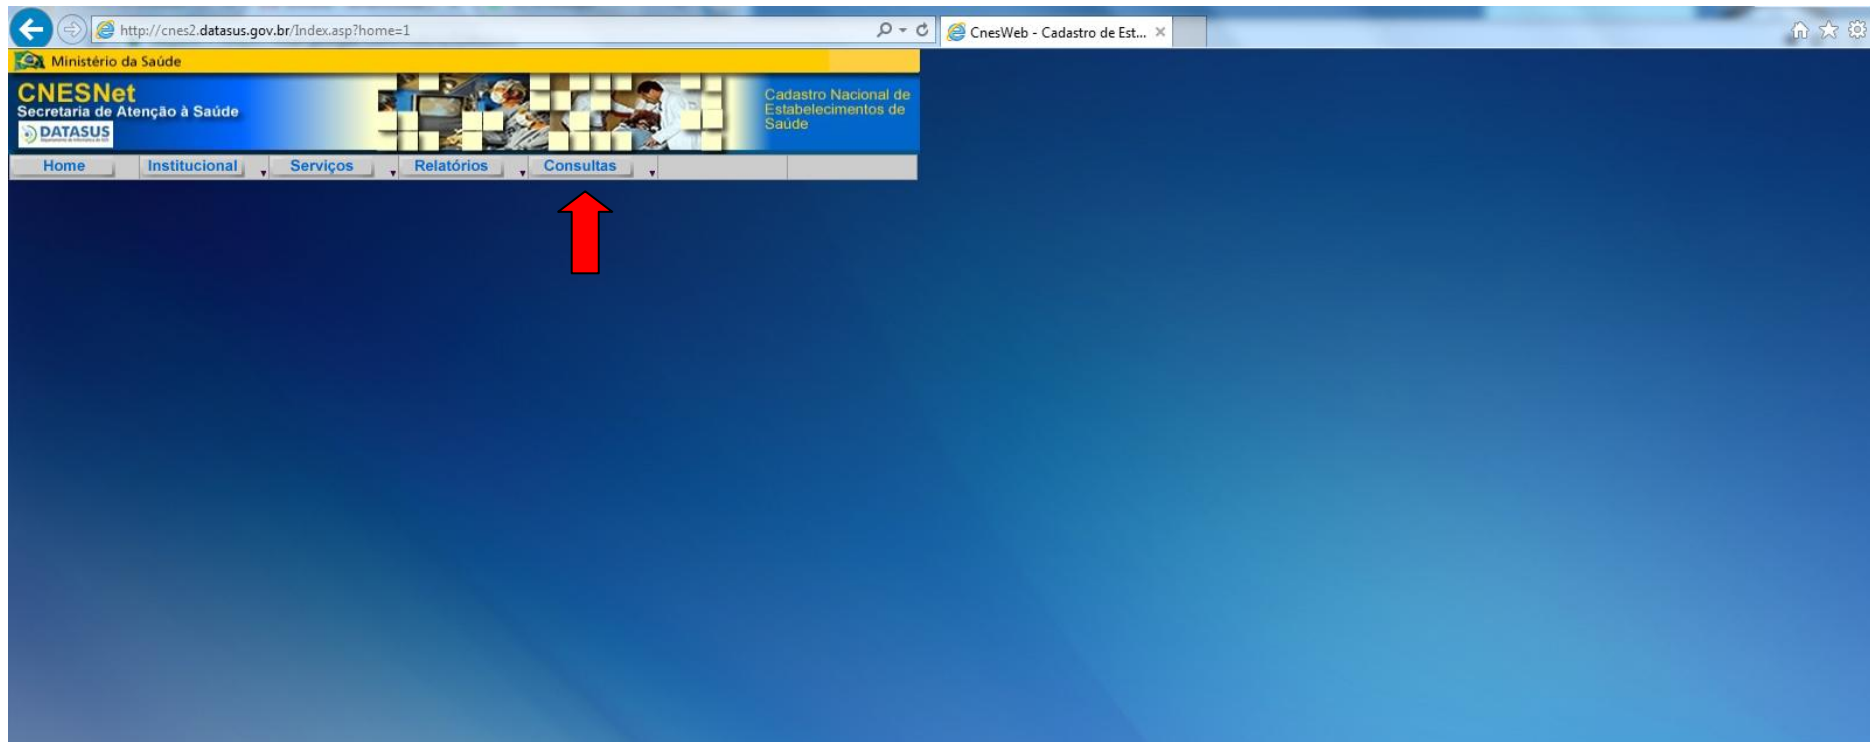 http://cnes2.datasus.gov.br/Index.asp?home=1
CnesWeb - Cadastro de Est...
Ministério da Saúde
CNESNet
Secretaria de Atenção à Saúde
DATASUS
Cadastro Nacional de
Estabelecimentos de
Saúde
Home Institucional Serviços Relatórios Consultas